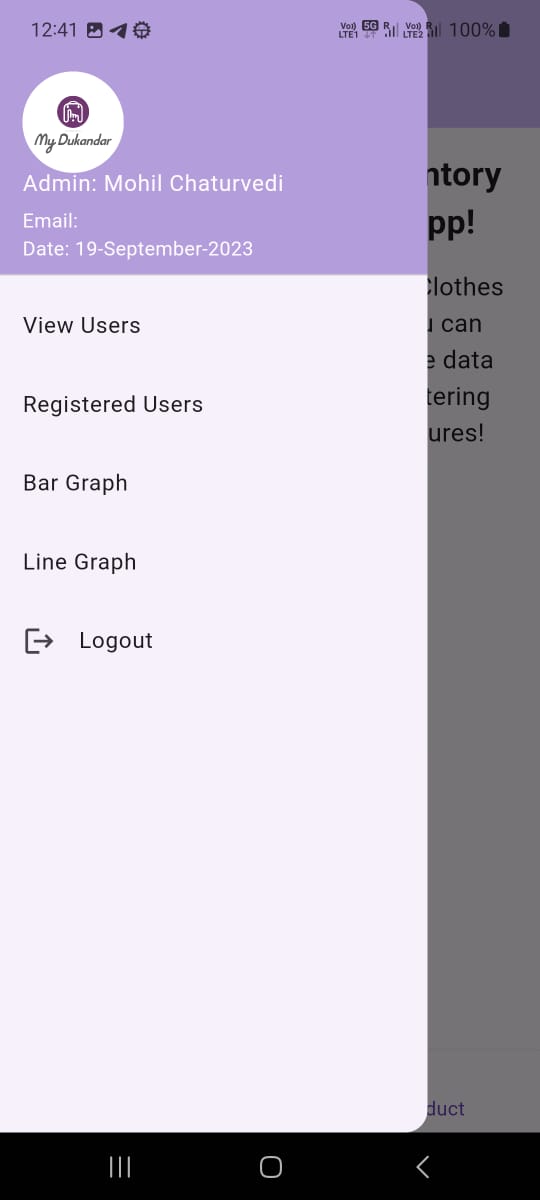 12:41 Vo)) LTE1 5G R Vo)) LTE2 R 100%
My Dukandar
Admin: Mohil Chaturvedi
Email:
Date: 19-September-2023
ntory
pp!
Clothes
View Users
u can
e data
Registered Users
tering
ures!
Bar Graph
Line Graph
Logout
duct